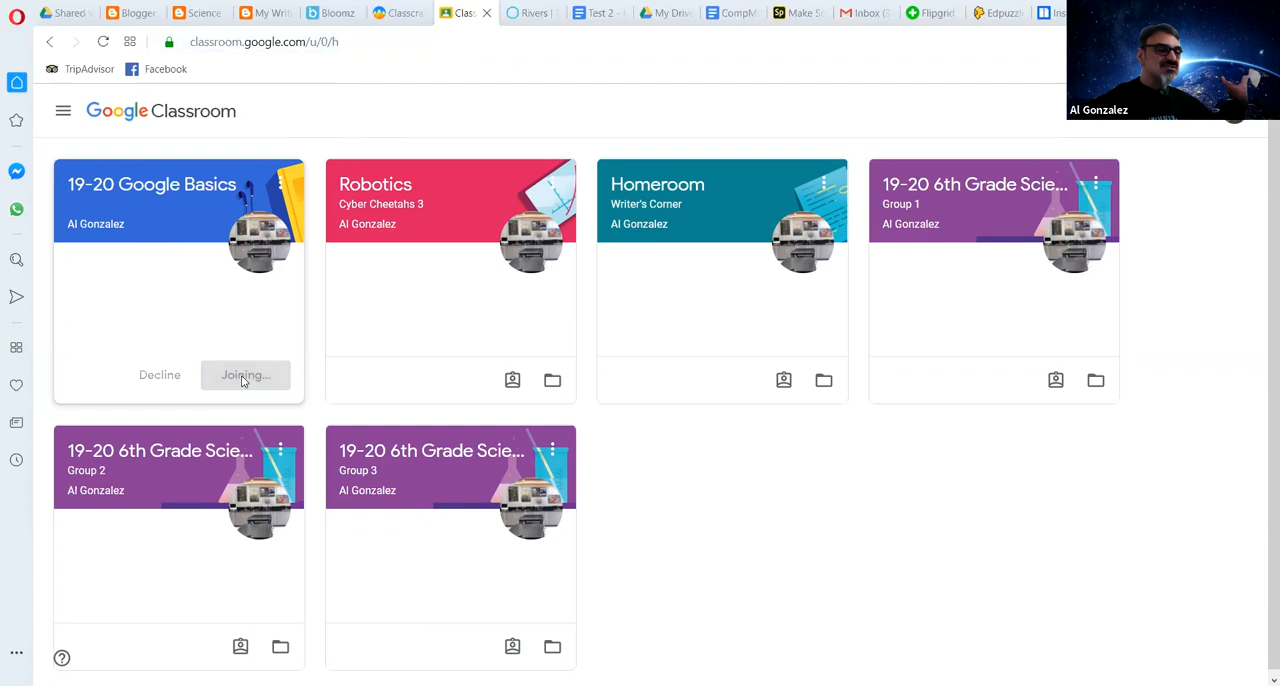 Shared
Blogger
Science
My Writ
Bloomz
Classcra
Class
Rivers | T
Test 2 -
My Driv
CompM
Make S
Inbox (3
Flipgrid
Edpuzzl
Ins
classroom.google.com/u/0/h
TripAdvisor
Facebook
Al Gonzalez
Google Classroom
19-20 Google Basics
Al Gonzalez
Robotics
Cyber Cheetahs 3
Al Gonzalez
Homeroom
Writer's Corner
Al Gonzalez
19-20 6th Grade Scie...
Group 1
Al Gonzalez
Decline
Joining...
19-20 6th Grade Scie...
Group 2
Al Gonzalez
19-20 6th Grade Scie...
Group 3
Al Gonzalez